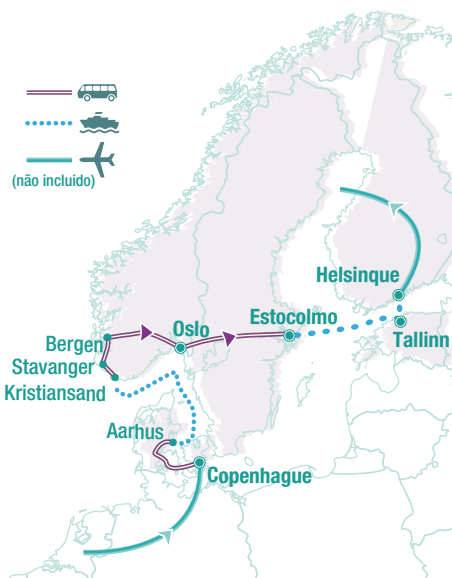 (não incluido)
Helsinque
Estocolmo
Oslo
Tallinn
Bergen
Stavanger
Kristiansand
Aarhus
Copenhague